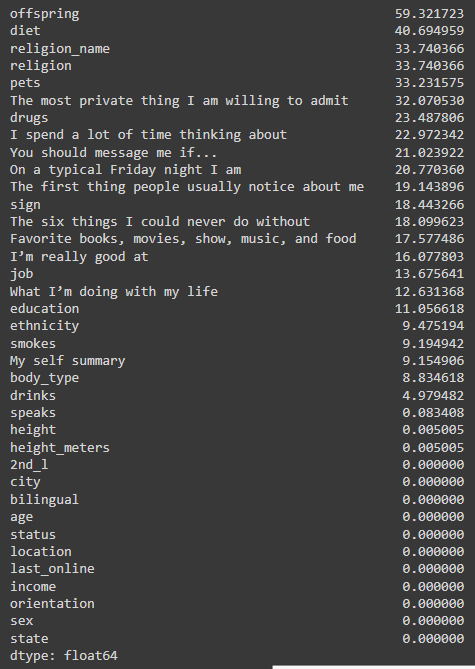 offspring 59.321723
diet 40.694959
religion_name 33.740366
religion 33.740366
pets 33.231575
The most private thing I am willing to admit 32.070530
drugs 23.487806
I spend a lot of time thinking about 22.972342
You should message me if... 21.023922
On a typical Friday night I am 20.770360
The first thing people usually notice about me 19.143896
sign 18.443266
The six things I could never do without 18.099623
Favorite books, movies, show, music, and food 17.577486
I’m really good at 16.077803
job 13.675641
What I’m doing with my life 12.631368
education 11.056618
ethnicity 9.475194
smokes 9.194942
My self summary 9.154906
body_type 8.834618
drinks 4.979482
speaks 0.083408
height 0.005005
height_meters 0.005005
2nd_l 0.000000
city 0.000000
bilingual 0.000000
age 0.000000
status 0.000000
location 0.000000
last_online 0.000000
income 0.000000
orientation 0.000000
sex 0.000000
state 0.000000
dtype: float64